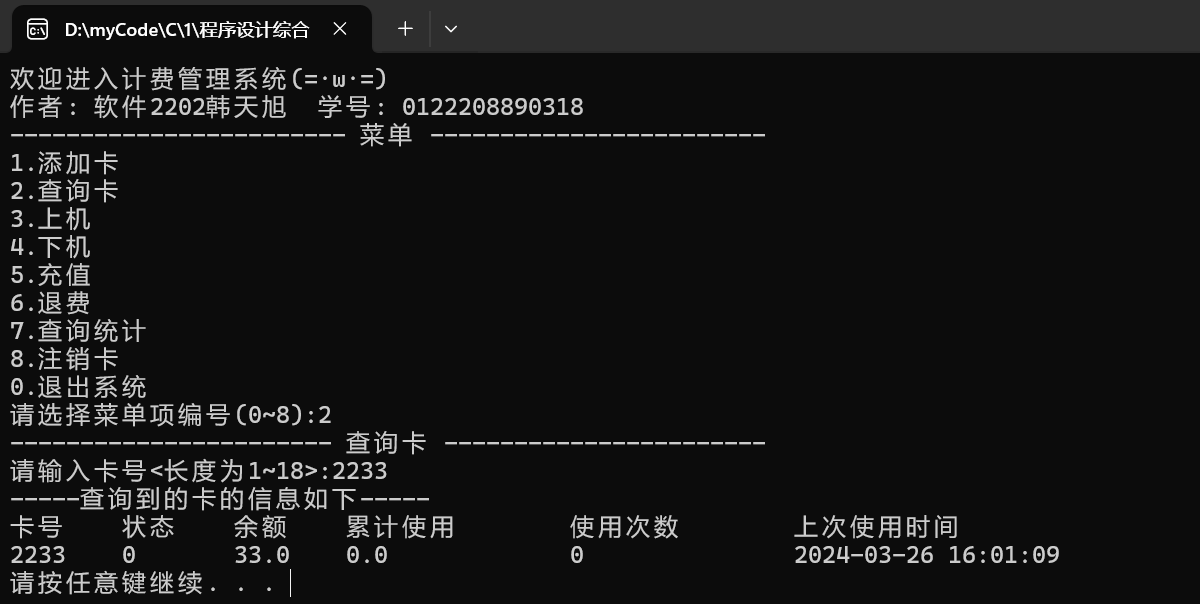 D:\myCode\C\1\程序设计综合
欢迎进入计费管理系统(=·ω·=)
作者: 软件2202韩天旭  学号: 0122208890318
------------------------ 菜单 ------------------------
1.添加卡
2.查询卡
3.上机
4.下机
5.充值
6.退费
7.查询统计
8.注销卡
0.退出系统
请选择菜单项编号(0~8):2
----------------------- 查询卡 -----------------------
请输入卡号<长度为1~18>:2233
-----查询到的卡的信息如下-----
卡号	状态	余额	累计使用	使用次数	上次使用时间
2233	0	33.0	0.0	0	2024-03-26 16:01:09
请按任意键继续. . .